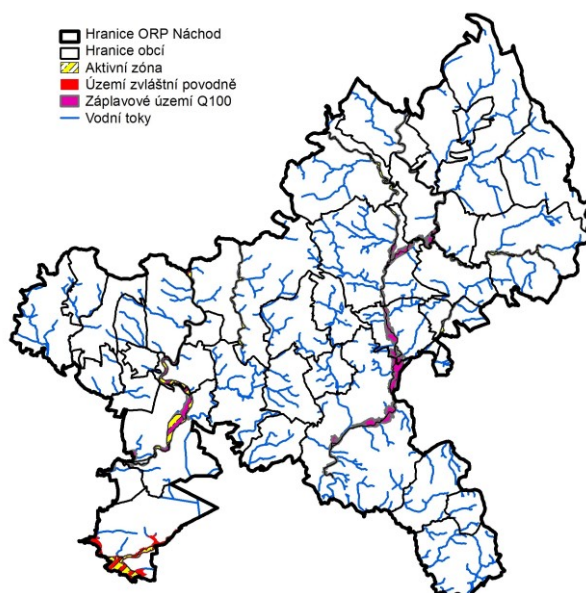 Hranice ORP Náchod
Hranice obcí
Aktivní zóna
Území zvláštní povodně
Záplavové území Q100
Vodní toky